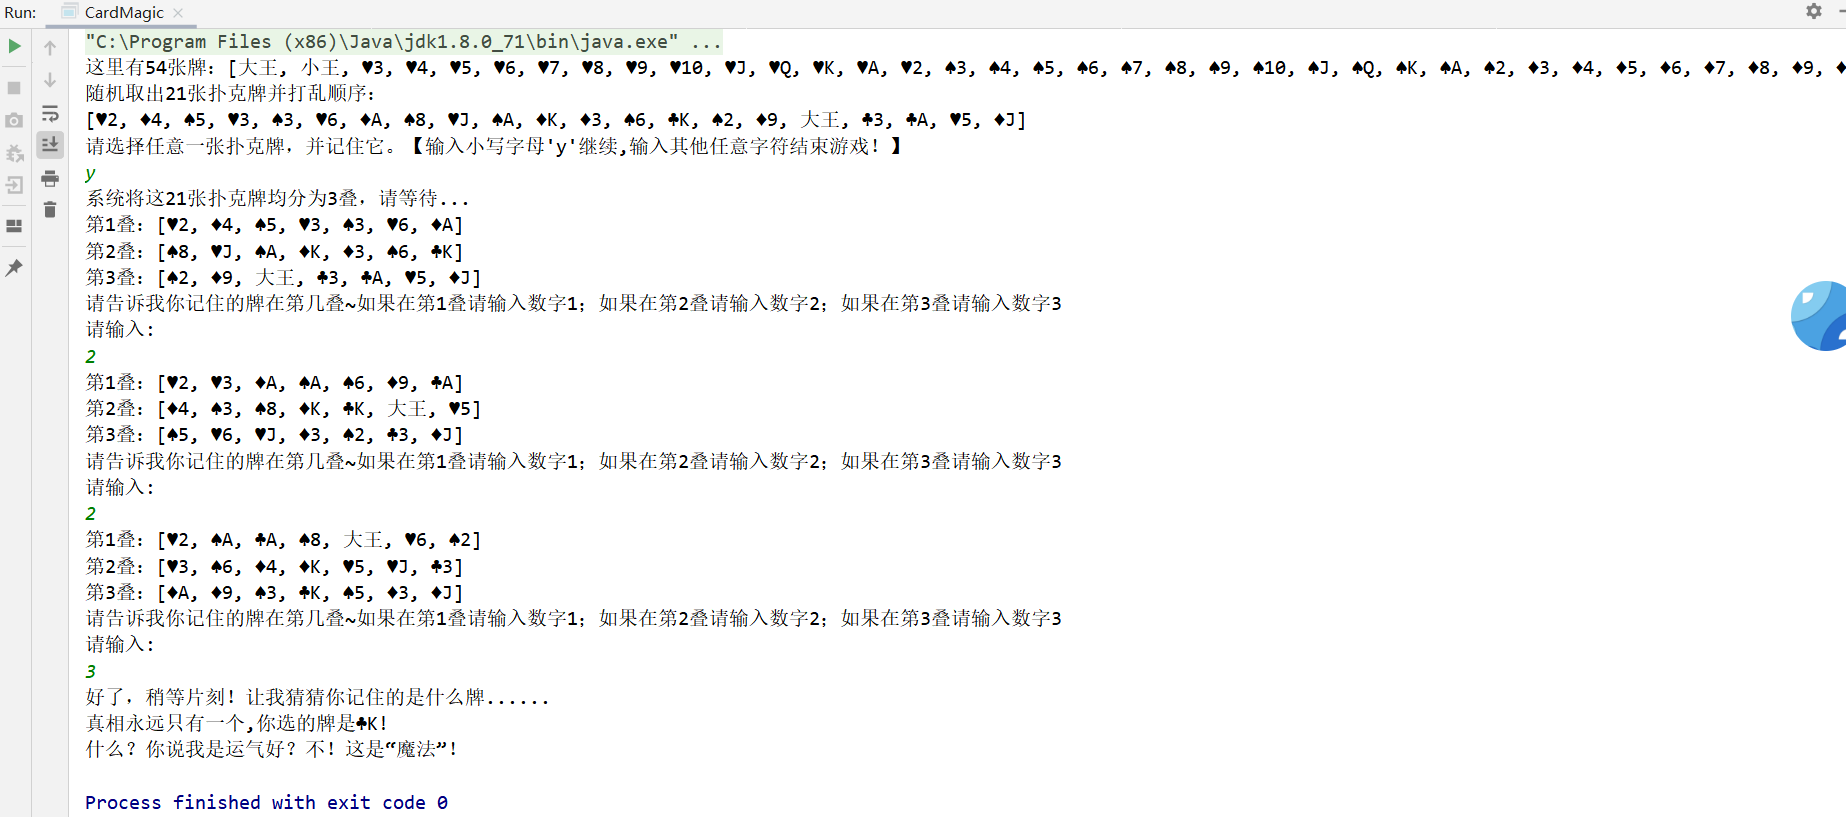 Run: CardMagic
"C:\Program Files (x86)\Java\jdk1.8.0_71\bin\java.exe" ...
这里有54张牌：[大王, 小王, ♥3, ♥4, ♥5, ♥6, ♥7, ♥8, ♥9, ♥10, ♥J, ♥Q, ♥K, ♥A, ♥2, ♠3, ♠4, ♠5, ♠6, ♠7, ♠8, ♠9, ♠10, ♠J, ♠Q, ♠K, ♠A, ♠2, ♦3, ♦4, ♦5, ♦6, ♦7, ♦8, ♦9, ♦
随机取出21张扑克牌并打乱顺序：
[♥2, ♦4, ♠5, ♥3, ♠3, ♥6, ♦A, ♠8, ♥J, ♠A, ♦K, ♦3, ♠6, ♣K, ♠2, ♦9, 大王, ♣3, ♣A, ♥5, ♦J]
请选择任意一张扑克牌，并记住它。【输入小写字母'y'继续,输入其他任意字符结束游戏！】
y
系统将这21张扑克牌均分为3叠，请等待...
第1叠：[♥2, ♦4, ♠5, ♥3, ♠3, ♥6, ♦A]
第2叠：[♠8, ♥J, ♠A, ♦K, ♦3, ♠6, ♣K]
第3叠：[♠2, ♦9, 大王, ♣3, ♣A, ♥5, ♦J]
请告诉我你记住的牌在第几叠~如果在第1叠请输入数字1；如果在第2叠请输入数字2；如果在第3叠请输入数字3
请输入：
2
第1叠：[♥2, ♥3, ♦A, ♠A, ♠6, ♦9, ♣A]
第2叠：[♦4, ♠3, ♠8, ♦K, ♣K, 大王, ♥5]
第3叠：[♠5, ♥6, ♥J, ♦3, ♠2, ♣3, ♦J]
请告诉我你记住的牌在第几叠~如果在第1叠请输入数字1；如果在第2叠请输入数字2；如果在第3叠请输入数字3
请输入：
2
第1叠：[♥2, ♠A, ♣A, ♠8, 大王, ♥6, ♠2]
第2叠：[♥3, ♠6, ♦4, ♦K, ♥5, ♥J, ♣3]
第3叠：[♦A, ♦9, ♠3, ♣K, ♠5, ♦3, ♦J]
请告诉我你记住的牌在第几叠~如果在第1叠请输入数字1；如果在第2叠请输入数字2；如果在第3叠请输入数字3
请输入：
3
好了，稍等片刻！让我猜猜你记住的是什么牌......
真相永远只有一个,你选的牌是♣K!
什么？你说我是运气好？不！这是“魔法”！
Process finished with exit code 0